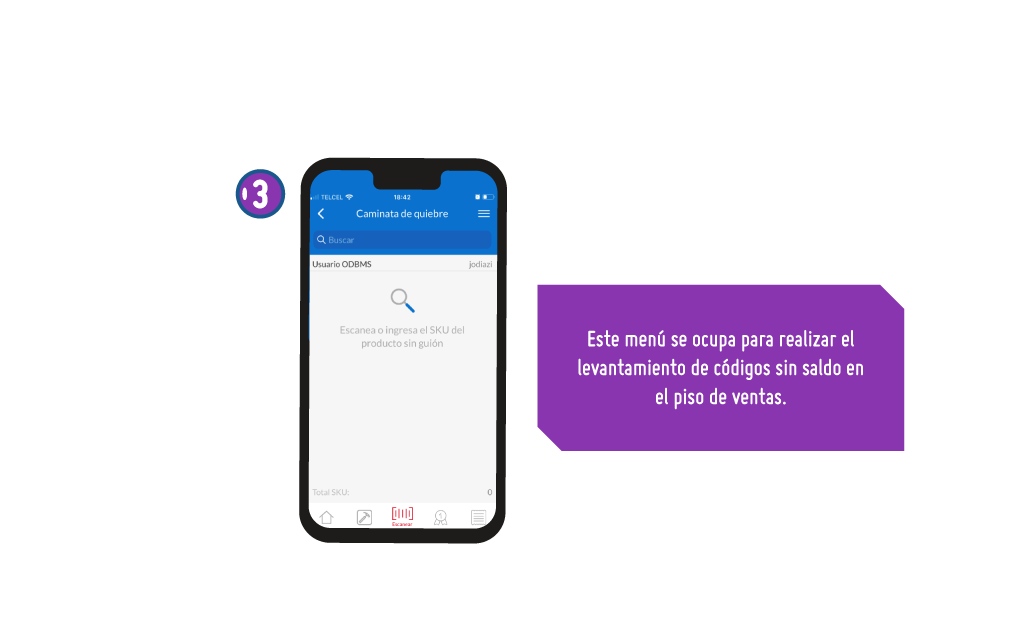 3
TELCEL 18:42
Caminata de quiebre
Buscar
Usuario ODBMS jodiazi
Escanea o ingresa el SKU del
producto sin guión
Total SKU: 0
Escanear
Este menú se ocupa para realizar el
levantamiento de códigos sin saldo en
el piso de ventas.